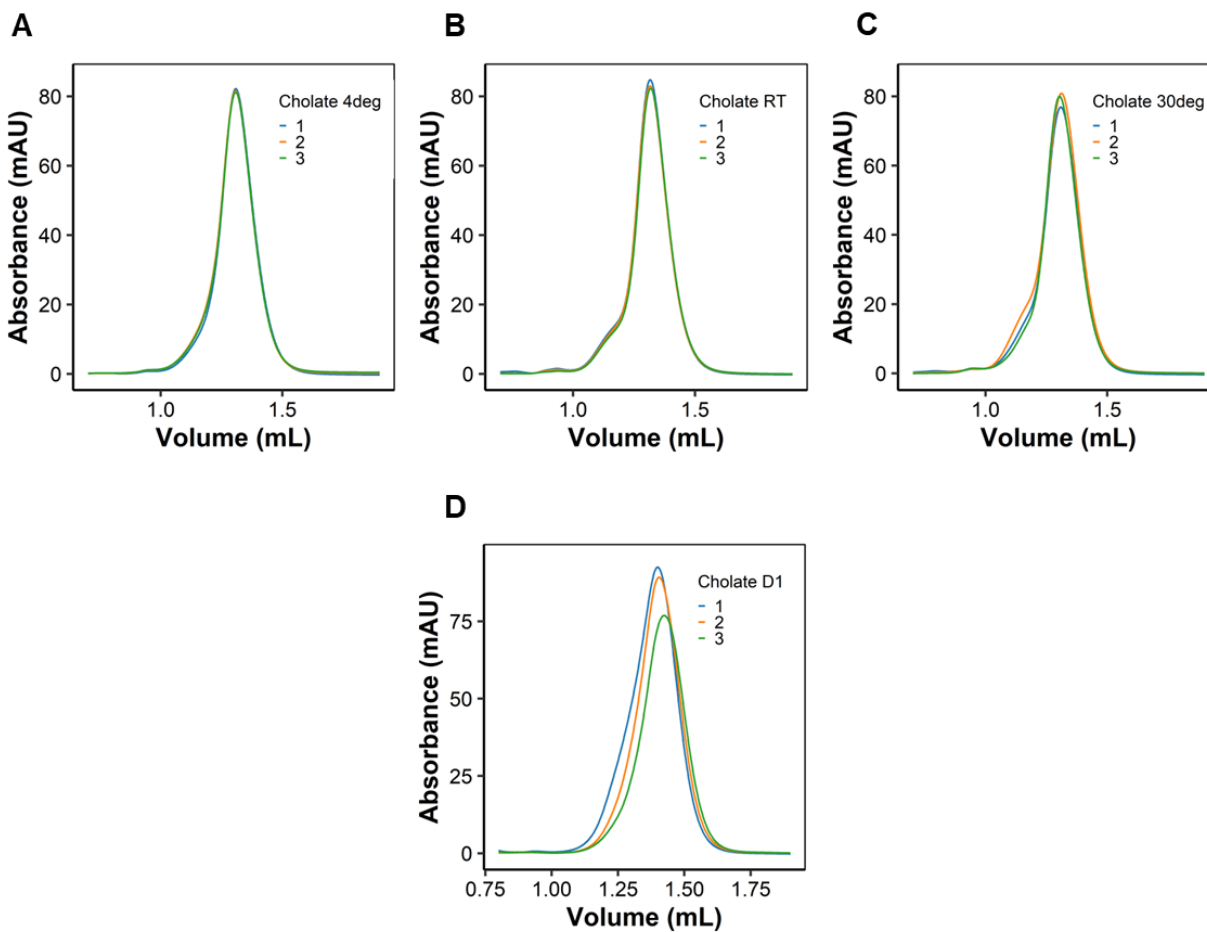 A
B
C
Absorbance (mAU)
80
60
40
20
0
Cholate 4deg
1
2
3
1.0
1.5
Volume (mL)
Absorbance (mAU)
80
60
40
20
0
Cholate RT
1
2
3
1.0
1.5
Volume (mL)
Absorbance (mAU)
80
60
40
20
0
Cholate 30deg
1
2
3
1.0
1.5
Volume (mL)
D
Absorbance (mAU)
75
50
25
0
Cholate D1
1
2
3
0.75
1.00
1.25
1.50
1.75
Volume (mL)